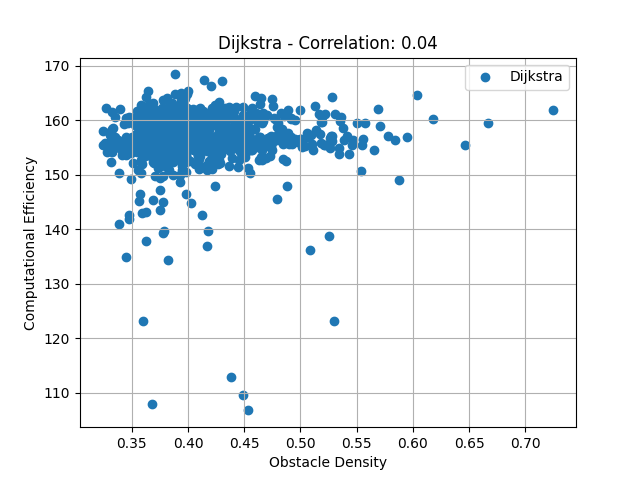 Dijkstra - Correlation: 0.04
Dijkstra
Computational Efficiency
170
160
150
140
130
120
110
0.35 0.40 0.45 0.50 0.55 0.60 0.65 0.70
Obstacle Density